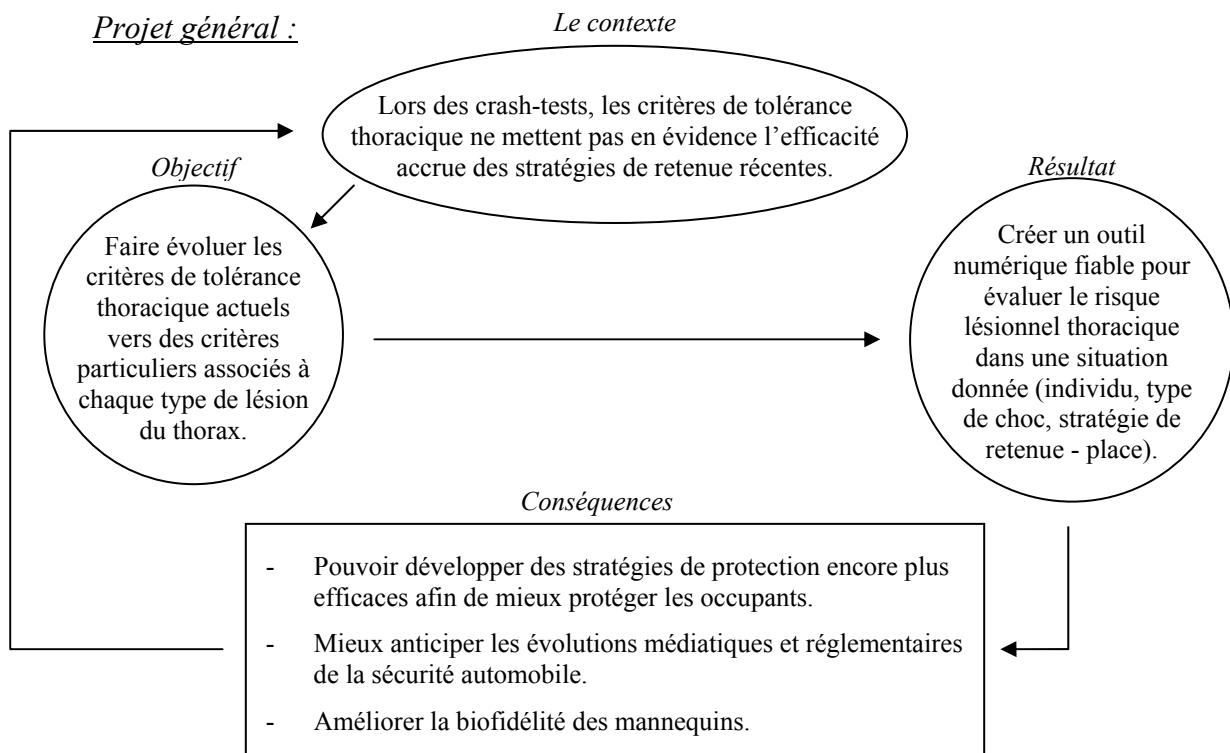 Projet général :
Le contexte
Lors des crash-tests, les critères de tolérance
thoracique ne mettent pas en évidence l’efficacité
accrue des stratégies de retenue récentes.
Objectif
Faire évoluer les
critères de tolérance
thoracique actuels
vers des critères
particuliers associés à
chaque type de lésion
du thorax.
Résultat
Créer un outil
numérique fiable pour
évaluer le risque
lésionnel thoracique
dans une situation
donnée (individu, type
de choc, stratégie de
retenue - place).
Conséquences
- Pouvoir développer des stratégies de protection encore plus
efficaces afin de mieux protéger les occupants.
- Mieux anticiper les évolutions médiatiques et réglementaires
de la sécurité automobile.
- Améliorer la biofidélité des mannequins.